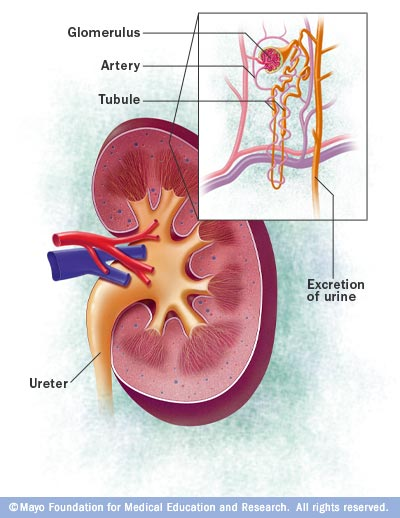 Glomerulus
Artery
Tubule
Excretion
of urine
Ureter
©Mayo Foundation for Medical Education and Research. All rights reserved.